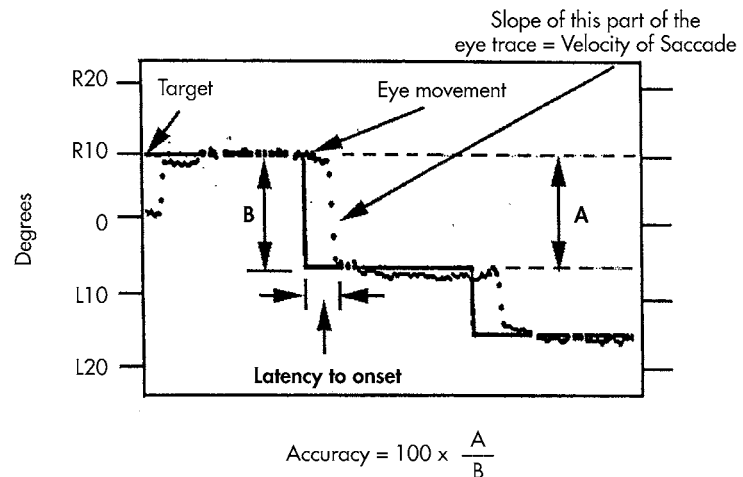 Slope of this part of the
eye trace = Velocity of Saccade
R20
Target
Eye movement
R10
B
A
0
Degrees
L10
L20
Latency to onset
Accuracy = 100 x A
B